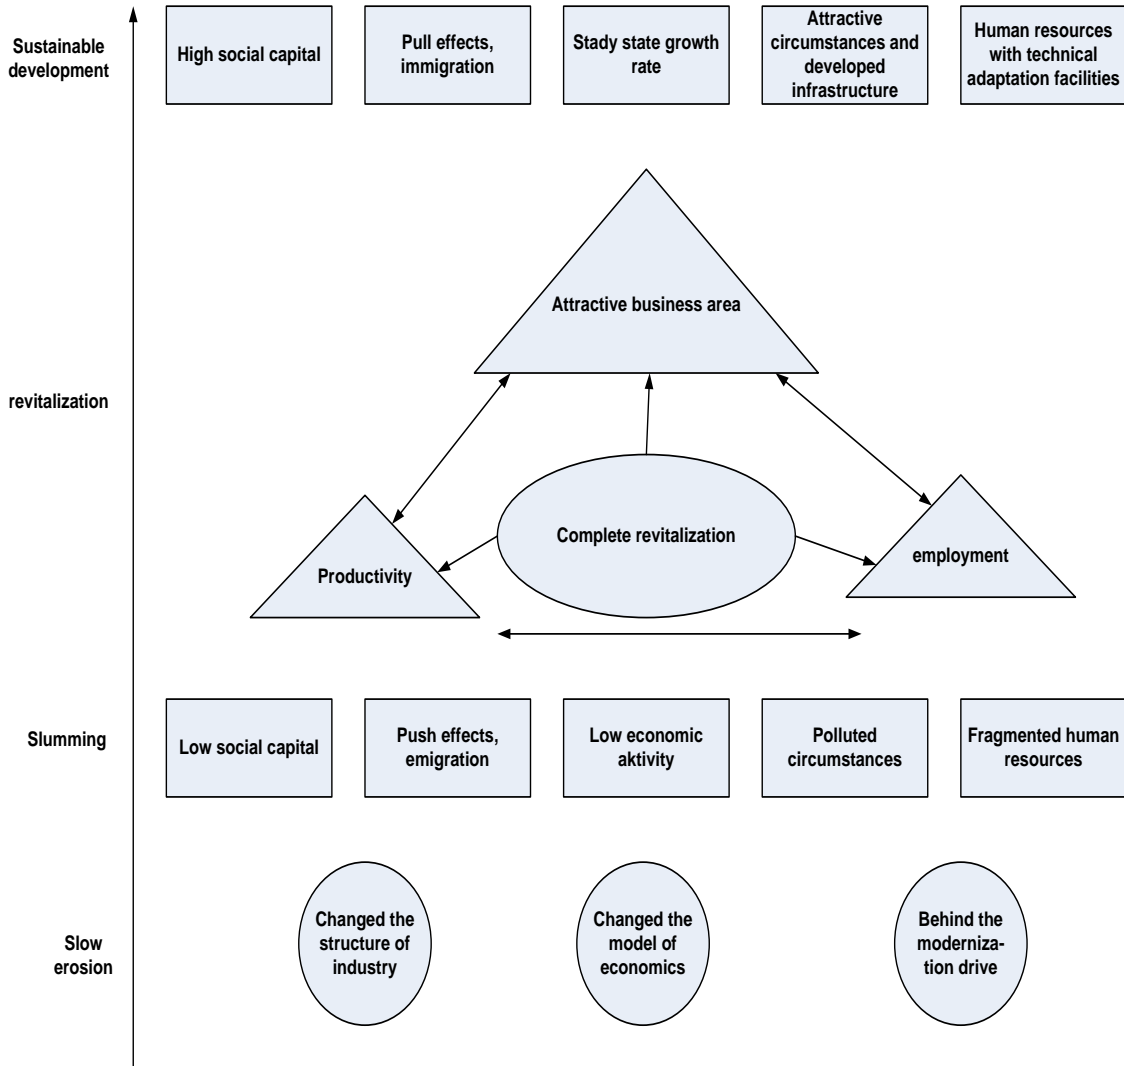 Sustainable
development
High social capital
Pull effects,
immigration
Stady state growth
rate
Attractive
circumstances and
developed
infrastructure
Human resources
with technical
adaptation facilities
Attractive business area
revitalization
Complete revitalization
Productivity
employment
Slumming
Low social capital
Push effects,
emigration
Low economic
aktivity
Polluted
circumstances
Fragmented human
resources
Slow
erosion
Changed the
structure of
industry
Changed the
model of
economics
Behind the
moderniza-
tion drive